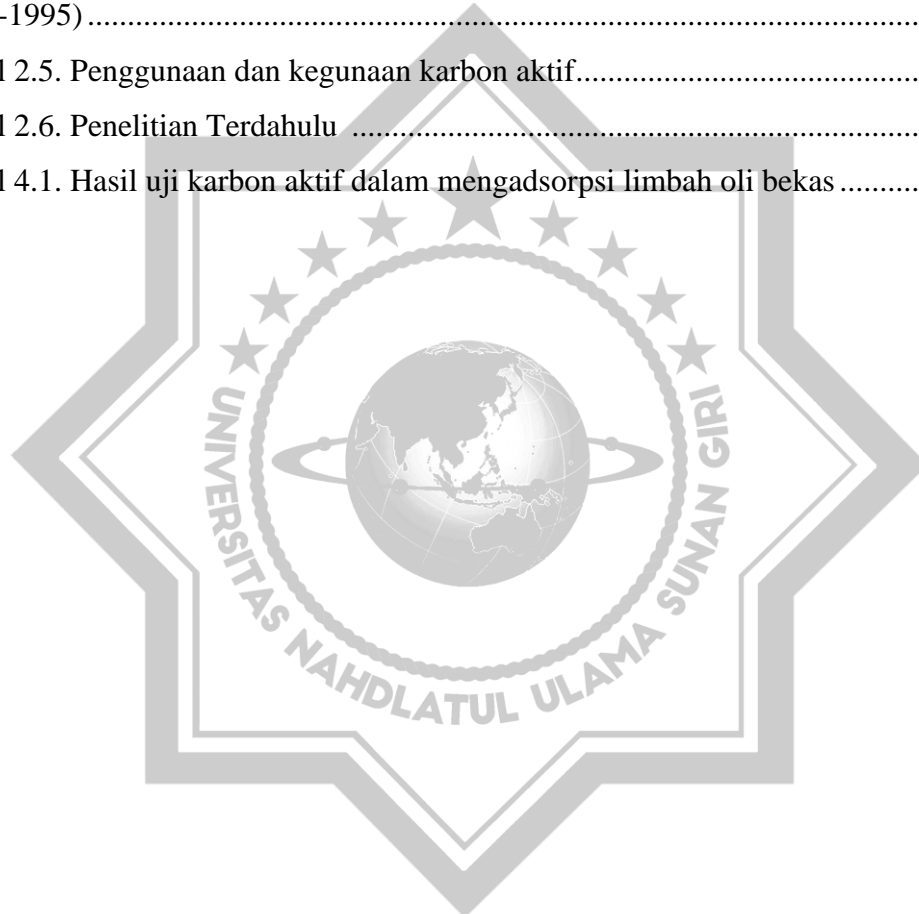 -1995)
l 2.5. Penggunaan dan kegunaan karbon aktif
l 2.6. Penelitian Terdahulu
l 4.1. Hasil uji karbon aktif dalam mengadsorpsi limbah oli bekas
UNIVERSITAS NAHDLATUL ULAMA SUNAN GIRI